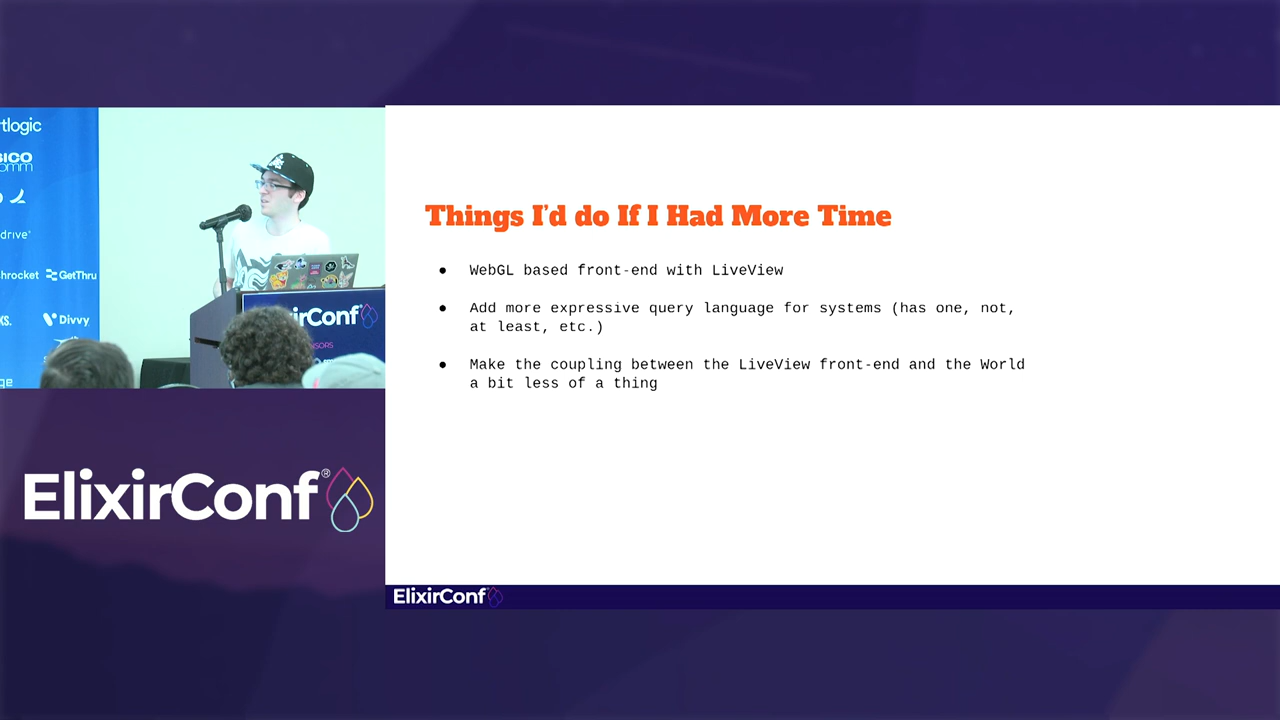 Things I'd do If I Had More Time
● WebGL based front-end with LiveView
● Add more expressive query language for systems (has one, not,
at least, etc.)
● Make the coupling between the LiveView front-end and the World
a bit less of a thing
tlogic
drive
hrocket
GetThru
Divvy
irConf
ElixirConf®
ElixirConf